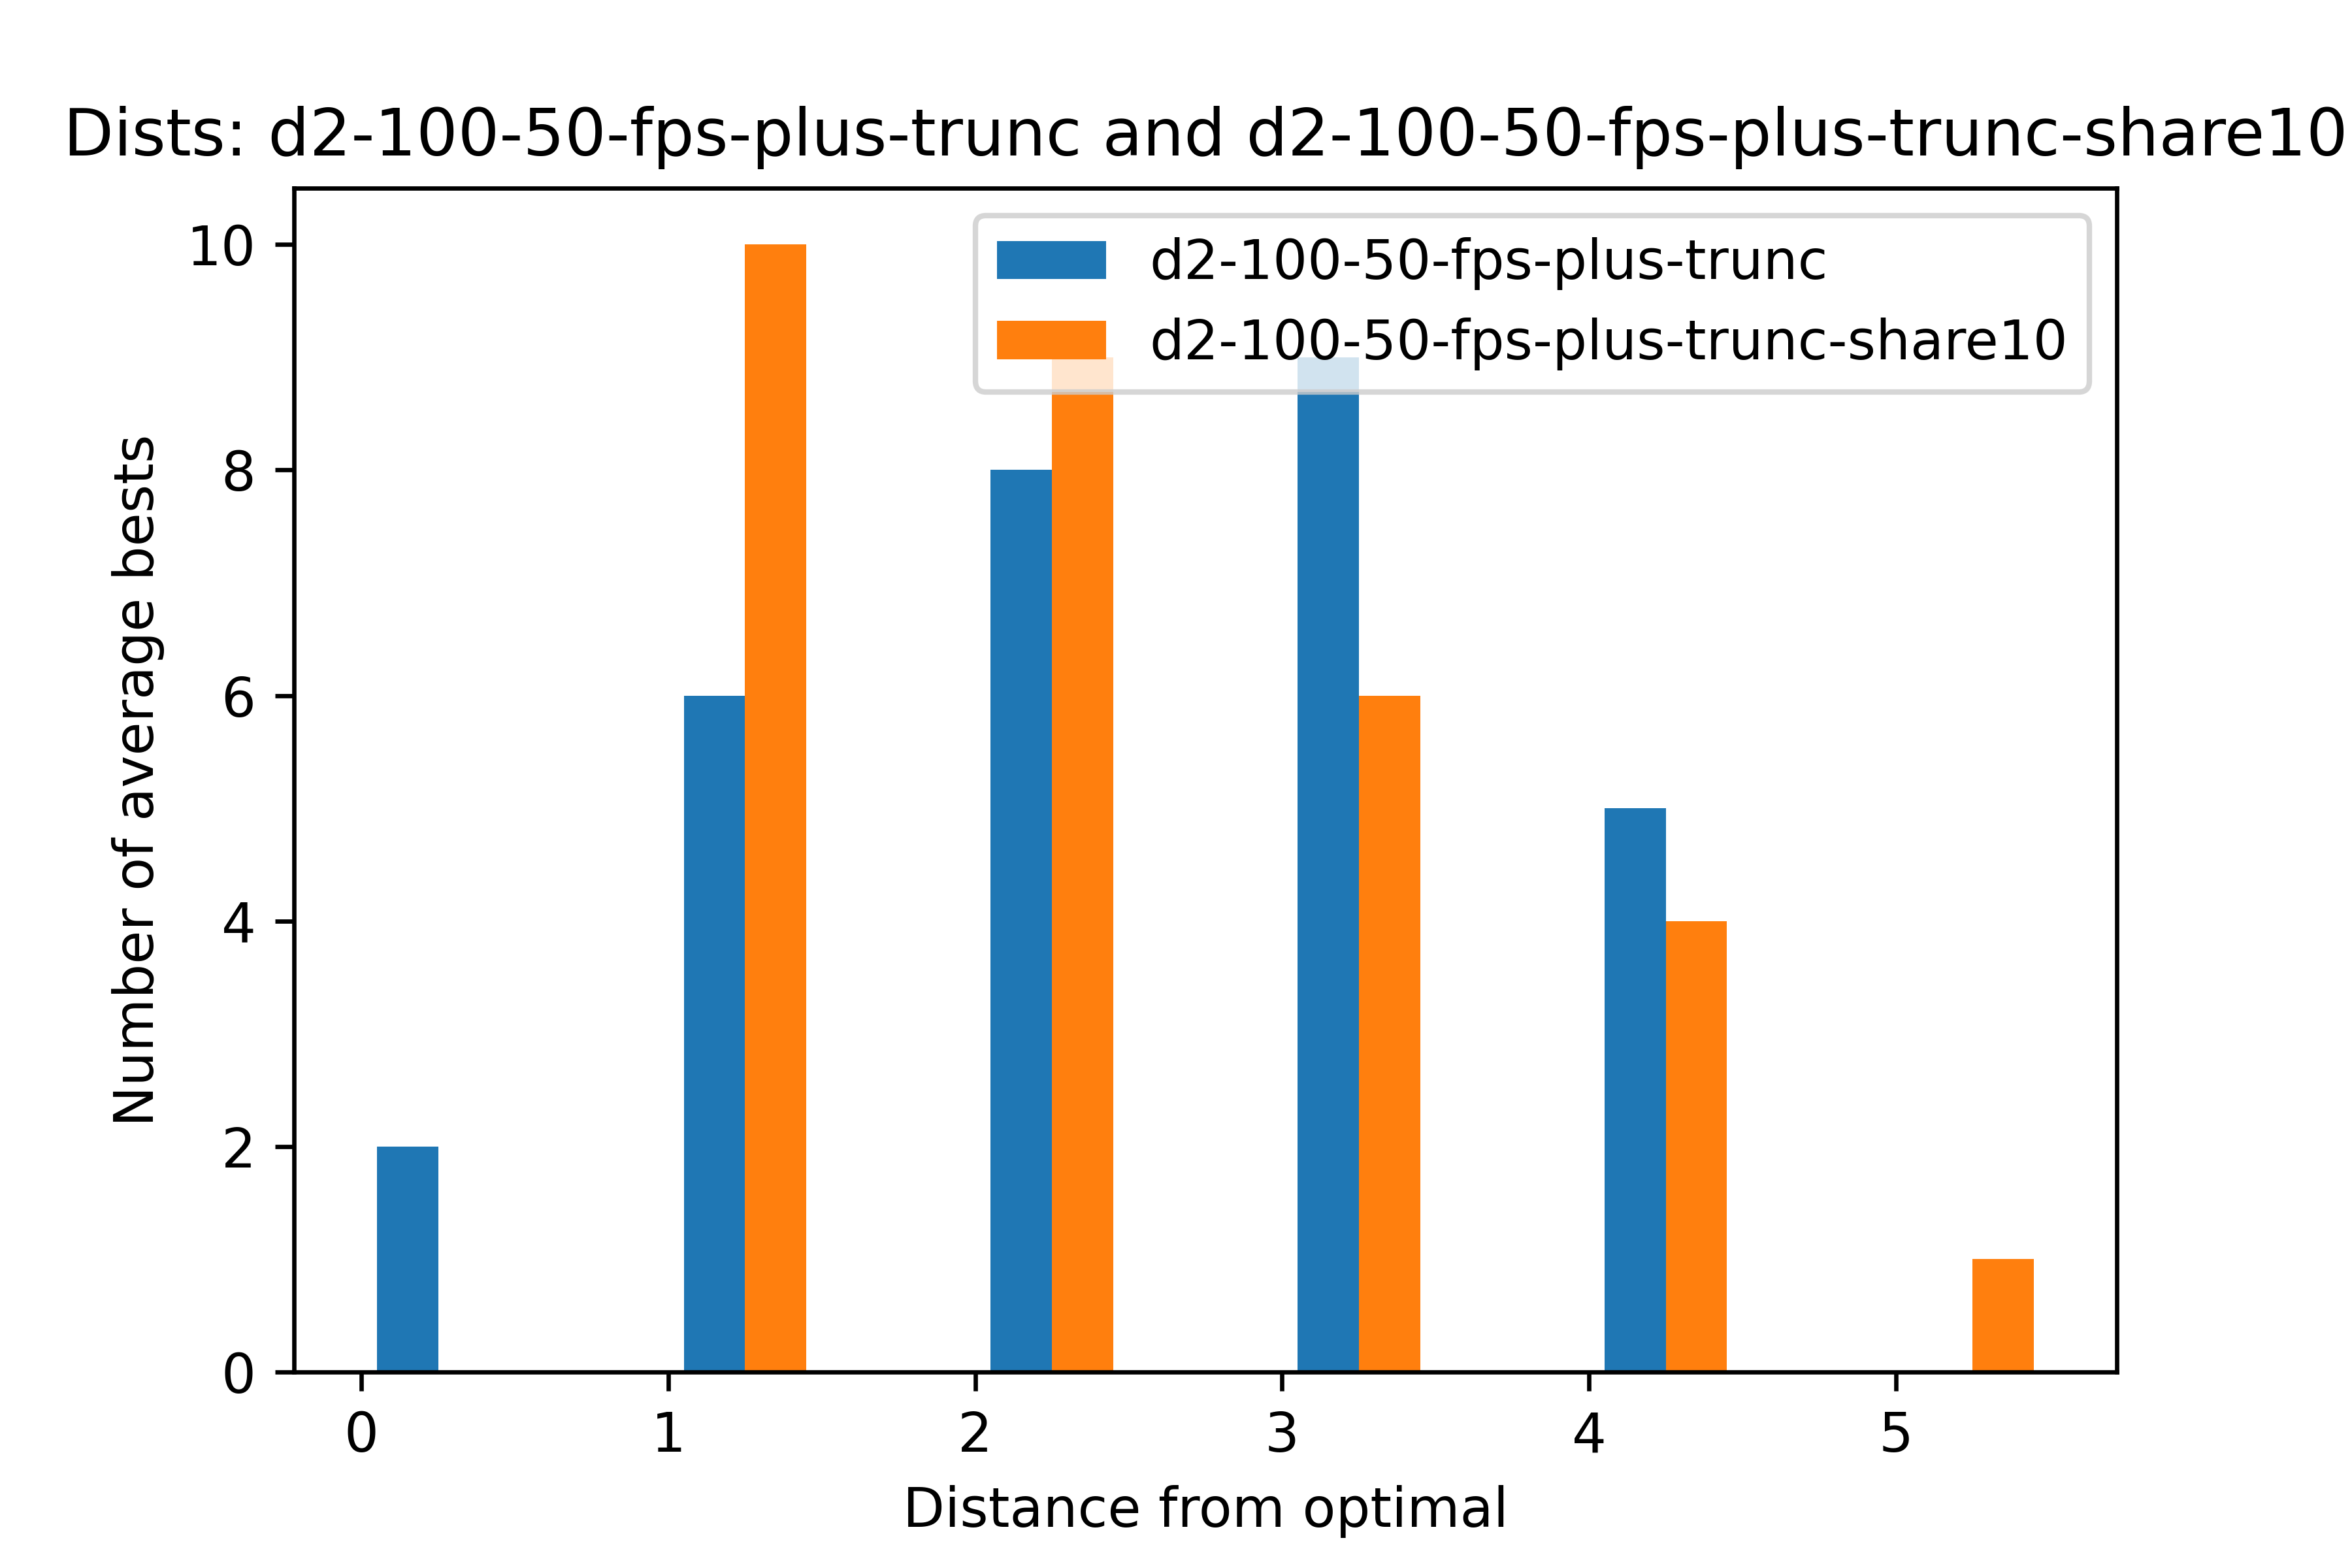 Dists: d2-100-50-fps-plus-trunc and d2-100-50-fps-plus-trunc-share10
d2-100-50-fps-plus-trunc
d2-100-50-fps-plus-trunc-share10
Number of average bests
10
8
6
4
2
0
0 1 2 3 4 5
Distance from optimal